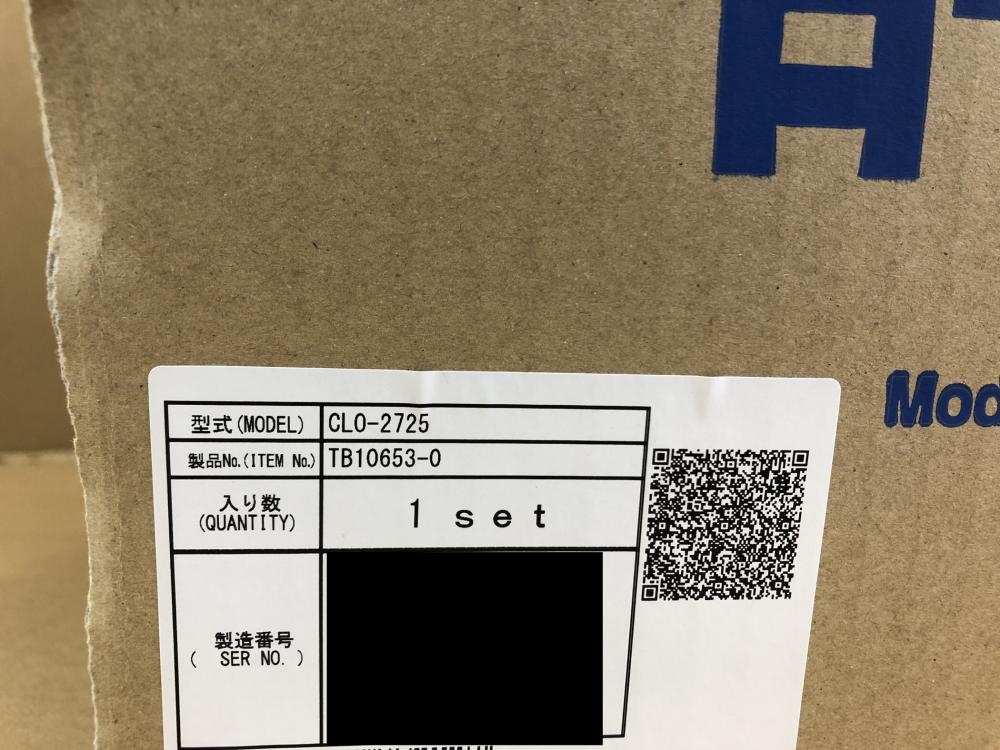 型式(MODEL) CLO-2725
製品No.(ITEM No.) TB10653-0
入り数
(QUANTITY) 1 set
製造番号
( SER NO. )